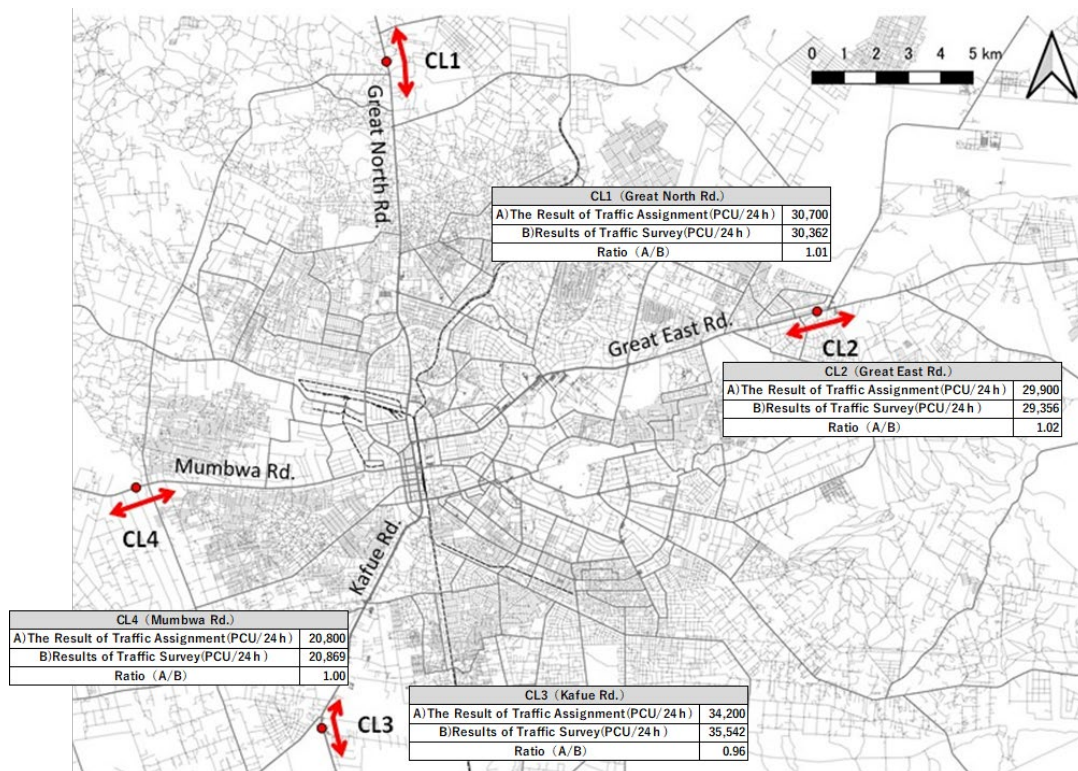 CL1
0 1 2 3 4 5 km
Great North Rd.
CL1 (Great North Rd.)
A)The Result of Traffic Assignment(PCU/24h) 30,700
B)Results of Traffic Survey(PCU/24h) 30,362
Ratio (A/B) 1.01
Great East Rd.
CL2
CL2 (Great East Rd.)
A)The Result of Traffic Assignment(PCU/24h) 29,900
B)Results of Traffic Survey(PCU/24h) 29,356
Ratio (A/B) 1.02
Mumbwa Rd.
CL4
Kafue Rd.
CL4 (Mumbwa Rd.)
A)The Result of Traffic Assignment(PCU/24h) 20,800
B)Results of Traffic Survey(PCU/24h) 20,869
Ratio (A/B) 1.00
CL3
CL3 (Kafue Rd.)
A)The Result of Traffic Assignment(PCU/24h) 34,200
B)Results of Traffic Survey(PCU/24h) 35,542
Ratio (A/B) 0.96